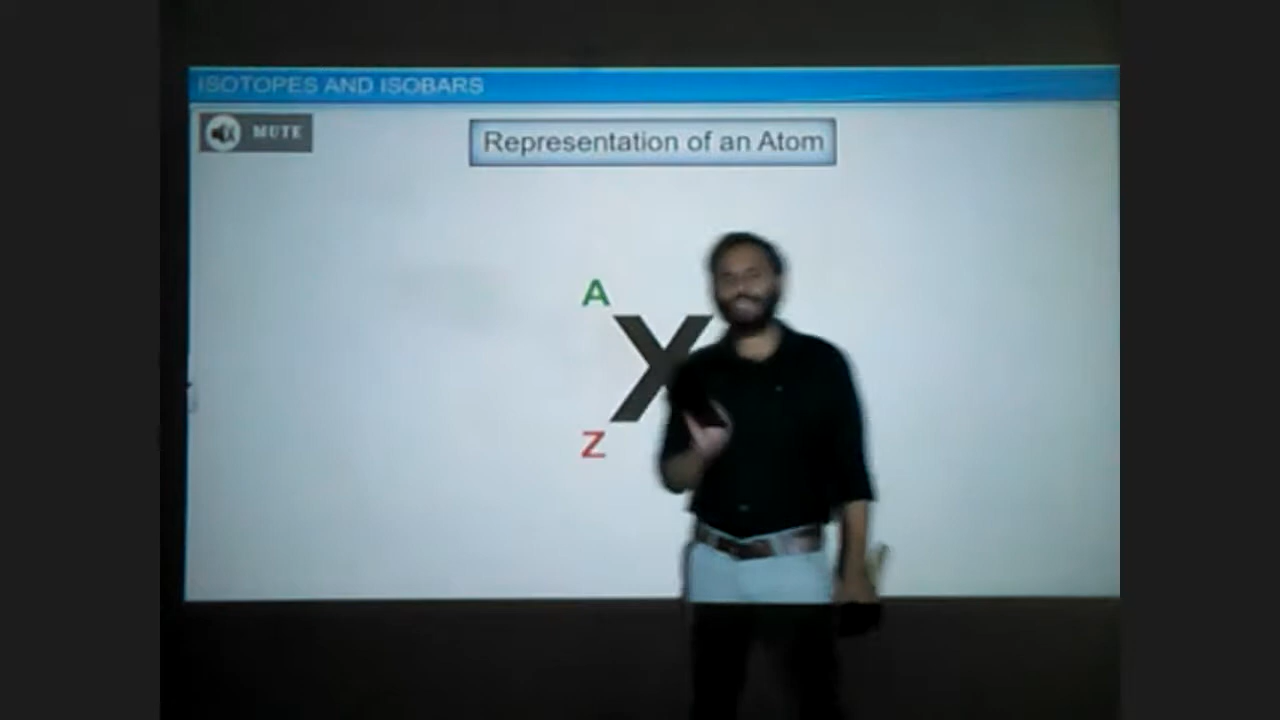 ISOTOPES AND ISOBARS
MUTE
Representation of an Atom
A
X
Z